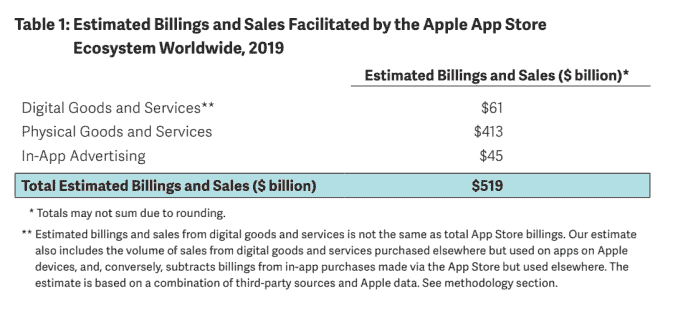 Table 1: Estimated Billings and Sales Facilitated by the Apple App Store
Ecosystem Worldwide, 2019
Estimated Billings and Sales ($ billion)*
Digital Goods and Services** $61
Physical Goods and Services $413
In-App Advertising $45
Total Estimated Billings and Sales ($ billion) $519
* Totals may not sum due to rounding.
** Estimated billings and sales from digital goods and services is not the same as total App Store billings. Our estimate
also includes the volume of sales from digital goods and services purchased elsewhere but used on apps on Apple
devices, and, conversely, subtracts billings from in-app purchases made via the App Store but used elsewhere. The
estimate is based on a combination of third-party sources and Apple data. See methodology section.